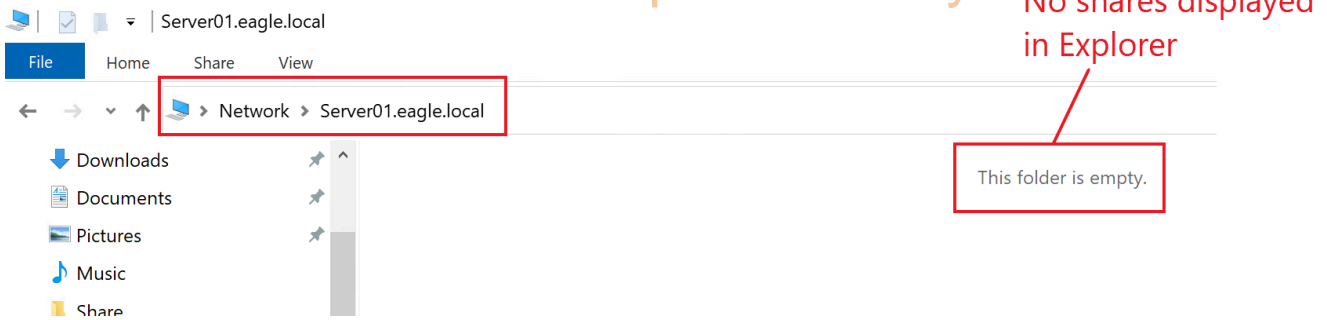 No shares displayed
in Explorer
Server01.eagle.local
File Home Share View
Network > Server01.eagle.local
Downloads
Documents
Pictures
Music
Share
This folder is empty.